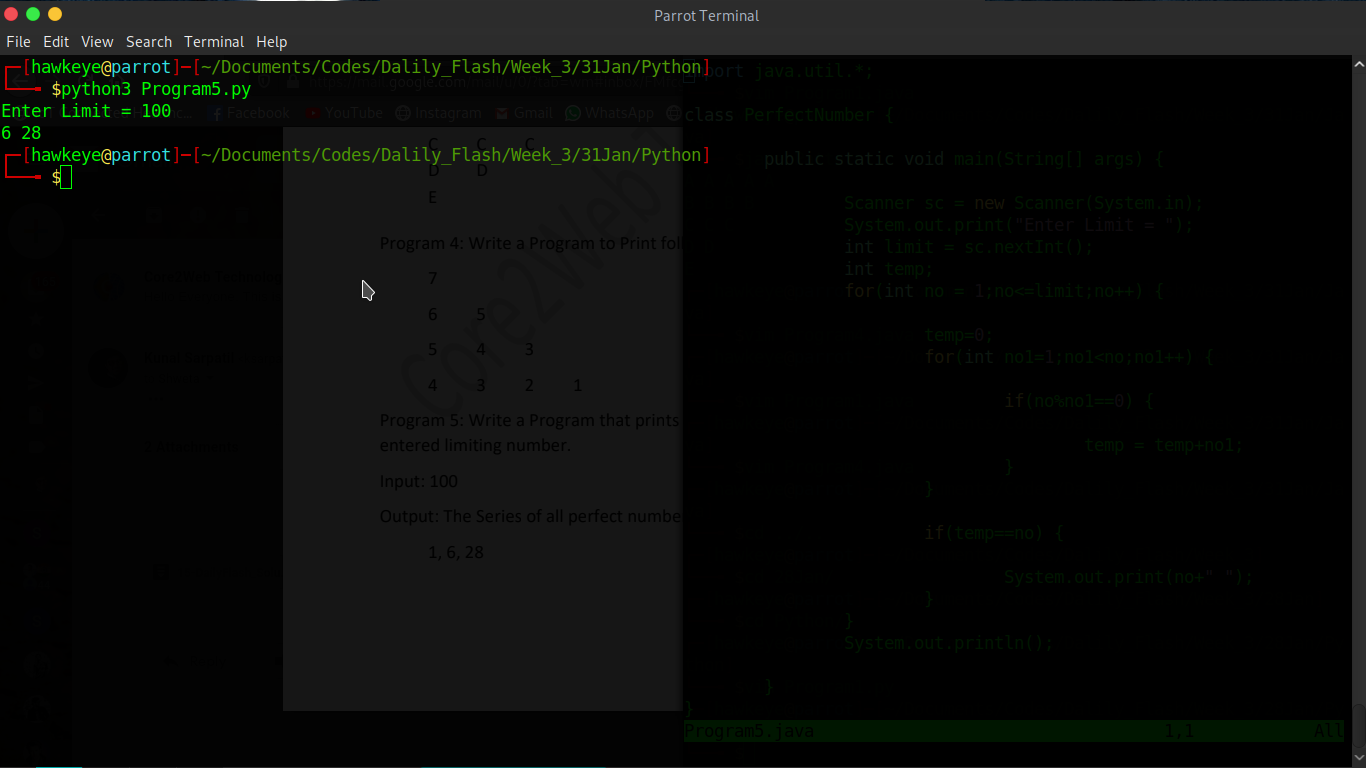 Parrot Terminal
File Edit View Search Terminal Help
┌─[hawkeye@parrot]─[~/Documents/Codes/Dalily_Flash/Week_3/31Jan/Python]
└──╼ $python3 Program5.py
Enter Limit = 100
6 28
┌─[hawkeye@parrot]─[~/Documents/Codes/Dalily_Flash/Week_3/31Jan/Python]
└──╼ $
Facebook YouTube Instagram Gmail WhatsApp
C C C
D D
E
Program 4: Write a Program to Print foll
7
6 5
5 4 3
4 3 2 1
Program 5: Write a Program that prints
entered limiting number.
Input: 100
Output: The Series of all perfect numbe
1, 6, 28
Core2Web
port java.util.*;
class PerfectNumber {
public static void main(String[] args) {
Scanner sc = new Scanner(System.in);
System.out.print("Enter Limit = ");
int limit = sc.nextInt();
int temp;
for(int no = 1;no<=limit;no++) {
temp=0;
for(int no1=1;no1<no;no1++) {
if(no%no1==0) {
temp = temp+no1;
}
}
if(temp==no) {
System.out.print(no+" ");
}
}
System.out.println();
}
}
Program5.java 1,1 All